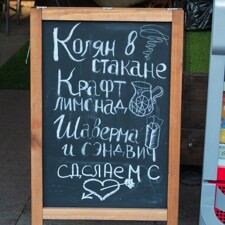 Колян в
стакане
Крафт
лимонад
Шаверма
и сэндвич
сделаем с